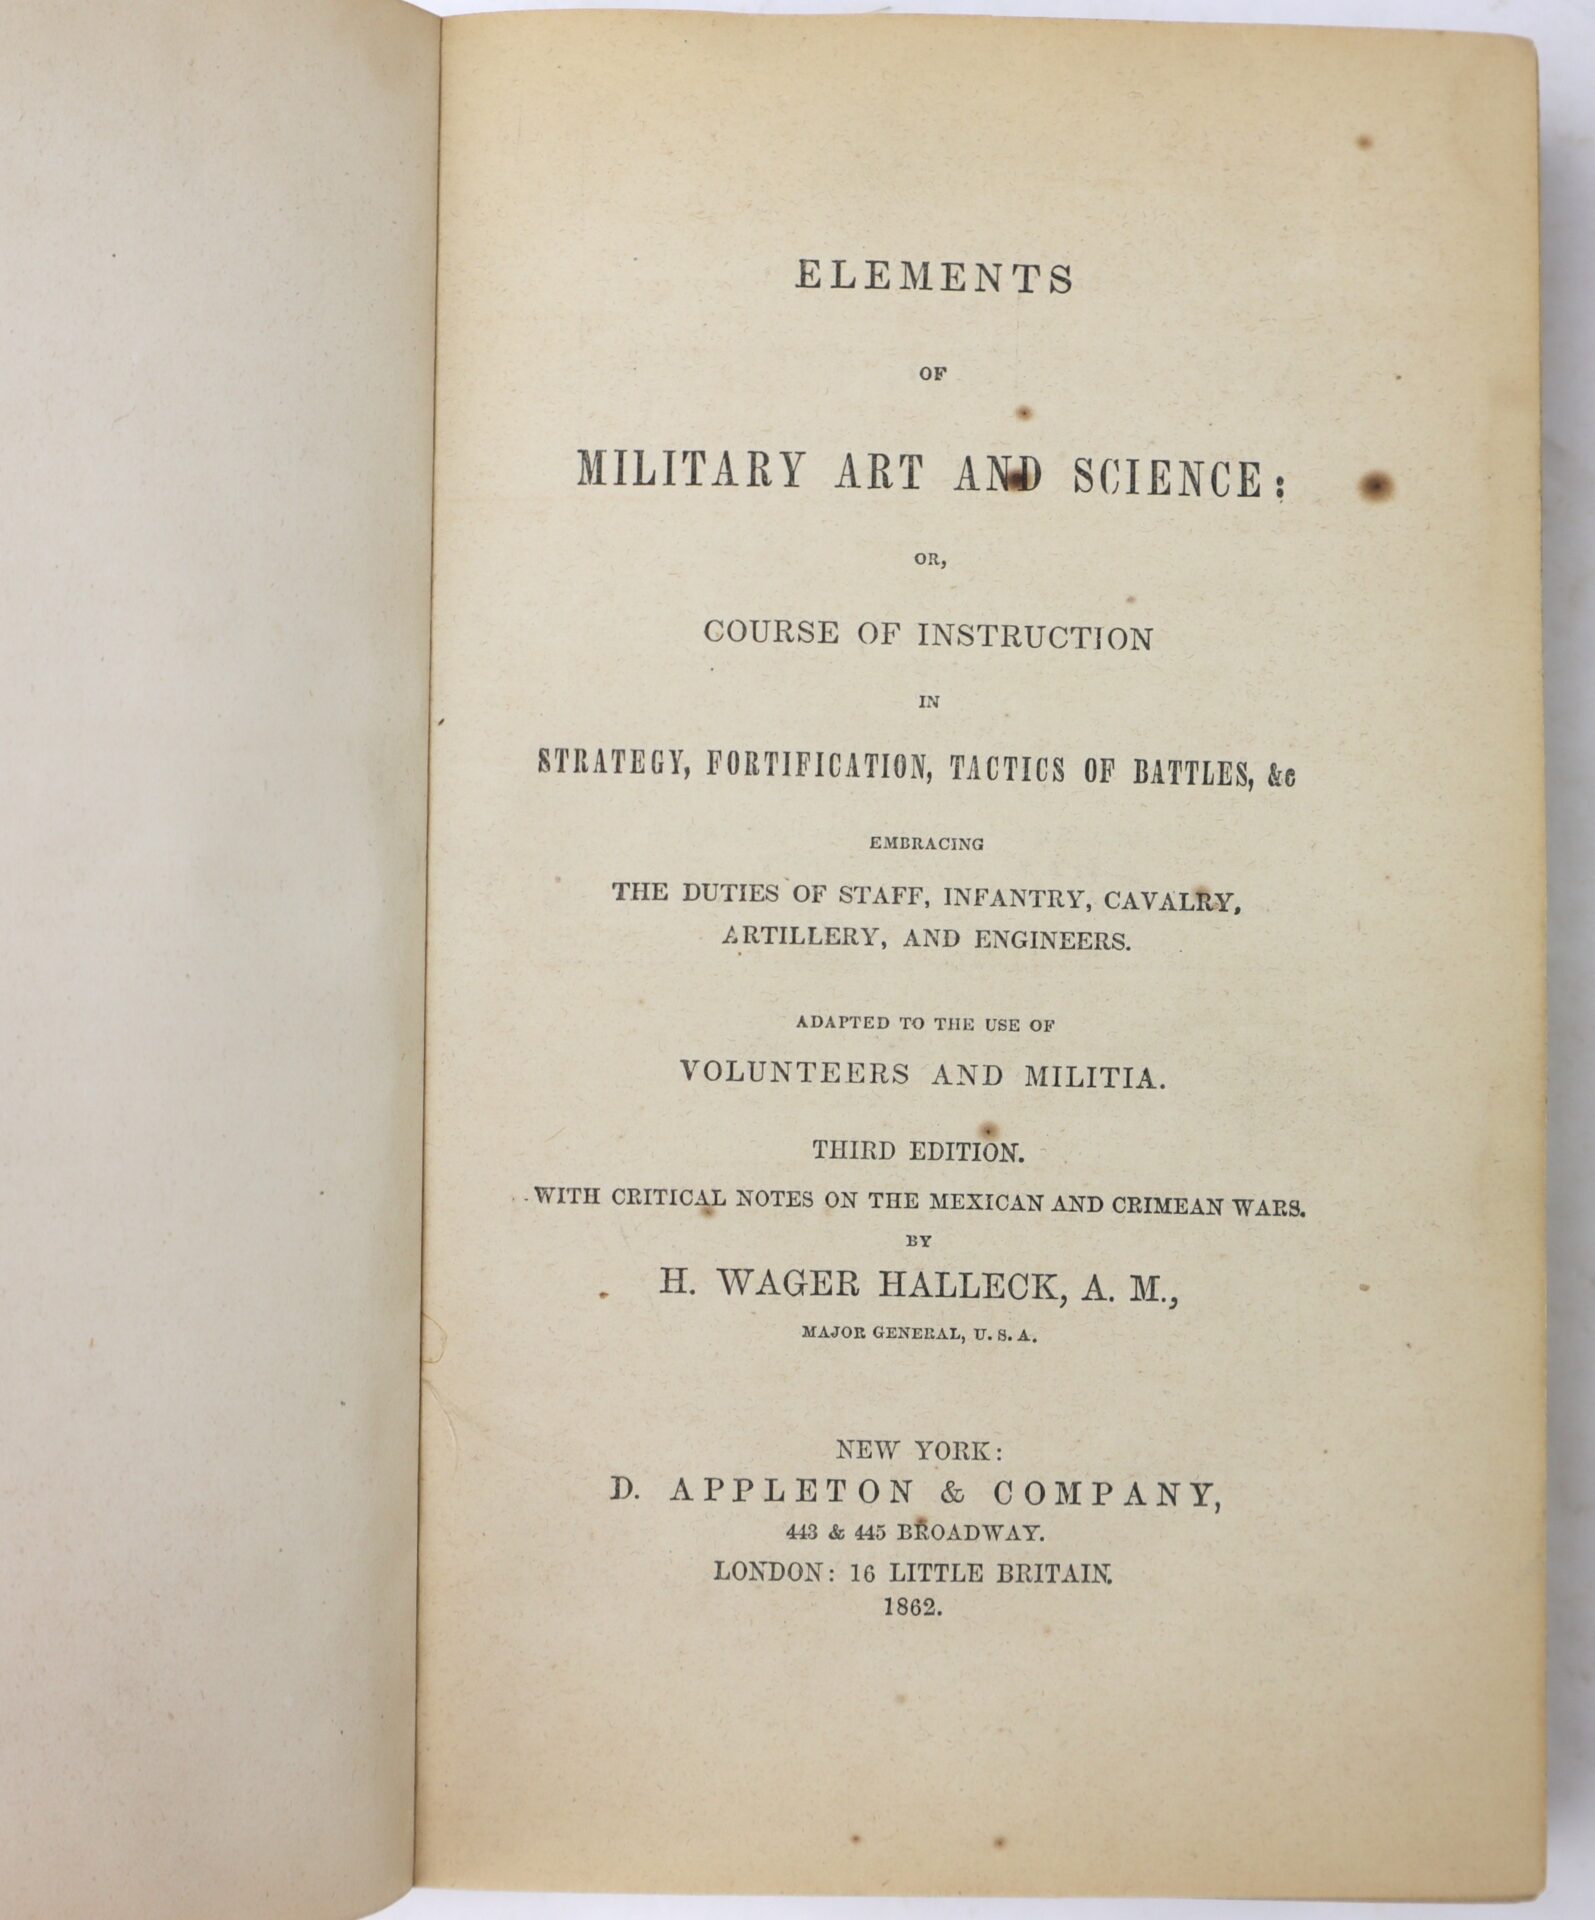 ELEMENTS
OF
MILITARY ART AND SCIENCE:
OR,
COURSE OF INSTRUCTION
IN
STRATEGY, FORTIFICATION, TACTICS OF BATTLES, &c
EMBRACING
THE DUTIES OF STAFF, INFANTRY, CAVALRY,
ARTILLERY, AND ENGINEERS.
ADAPTED TO THE USE OF
VOLUNTEERS AND MILITIA.
THIRD EDITION.
WITH CRITICAL NOTES ON THE MEXICAN AND CRIMEAN WARS.
BY
H. WAGER HALLECK, A. M.,
MAJOR GENERAL, U. S. A.
NEW YORK:
D. APPLETON & COMPANY,
443 & 445 BROADWAY.
LONDON: 16 LITTLE BRITAIN.
1862.